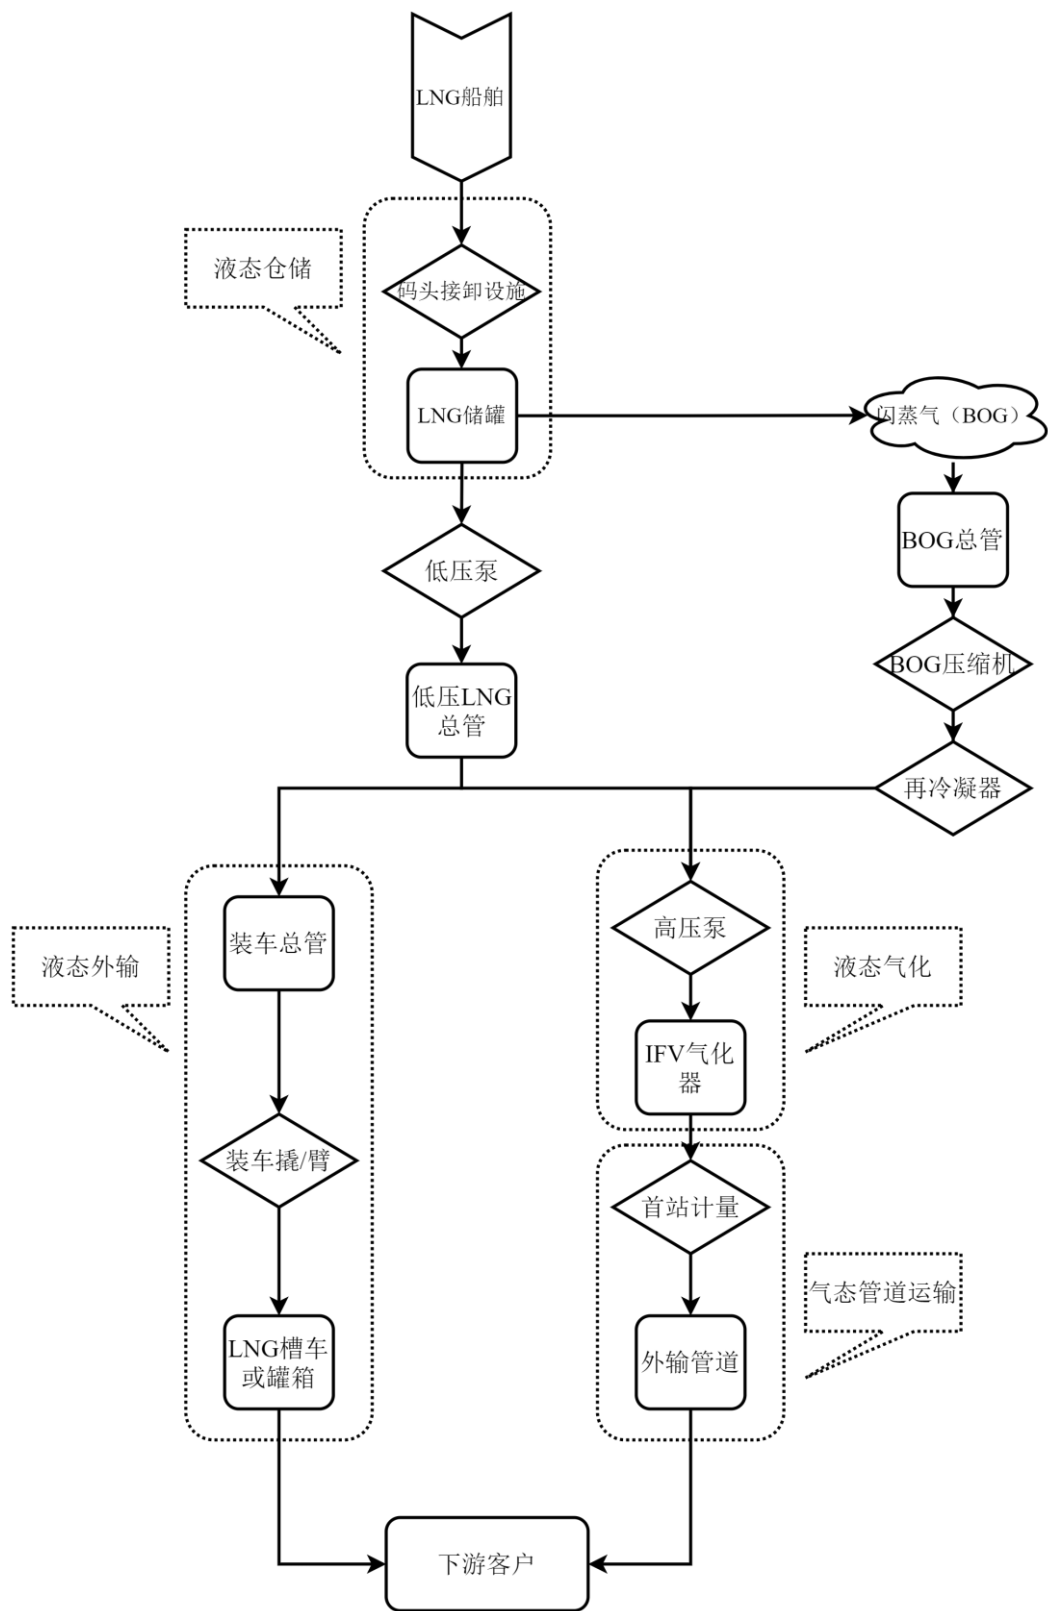 LNG船舶
液态仓储
码头接卸设施
LNG储罐
闪蒸气（BOG）
BOG总管
低压泵
BOG压缩机
低压LNG
总管
再冷凝器
装车总管
高压泵
液态外输
液态气化
IFV气化
器
装车撬/臂
首站计量
气态管道运输
LNG槽车
或罐箱
外输管道
下游客户